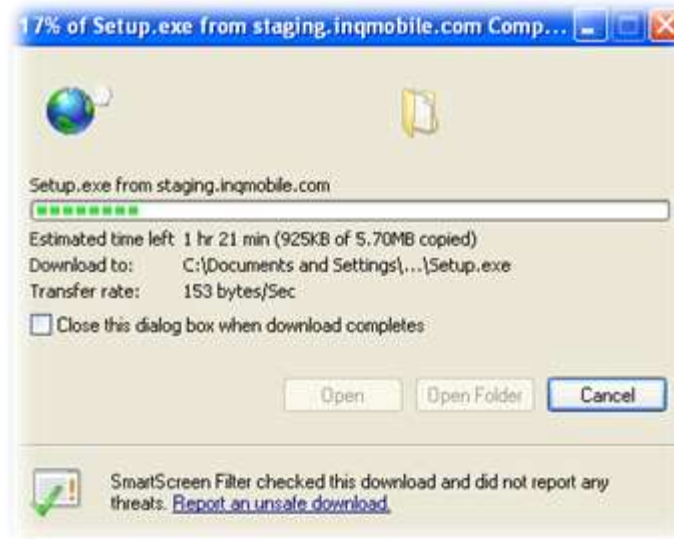 17% of Setup.exe from staging.inqmobile.com Comp...
Setup.exe from staging.inqmobile.com
Estimated time left 1 hr 21 min (925KB of 5.70MB copied)
Download to: C:\Documents and Settings\...\Setup.exe
Transfer rate: 153 bytes/Sec
Close this dialog box when download completes
Open Open Folder Cancel
SmartScreen Filter checked this download and did not report any
threats. Report an unsafe download.